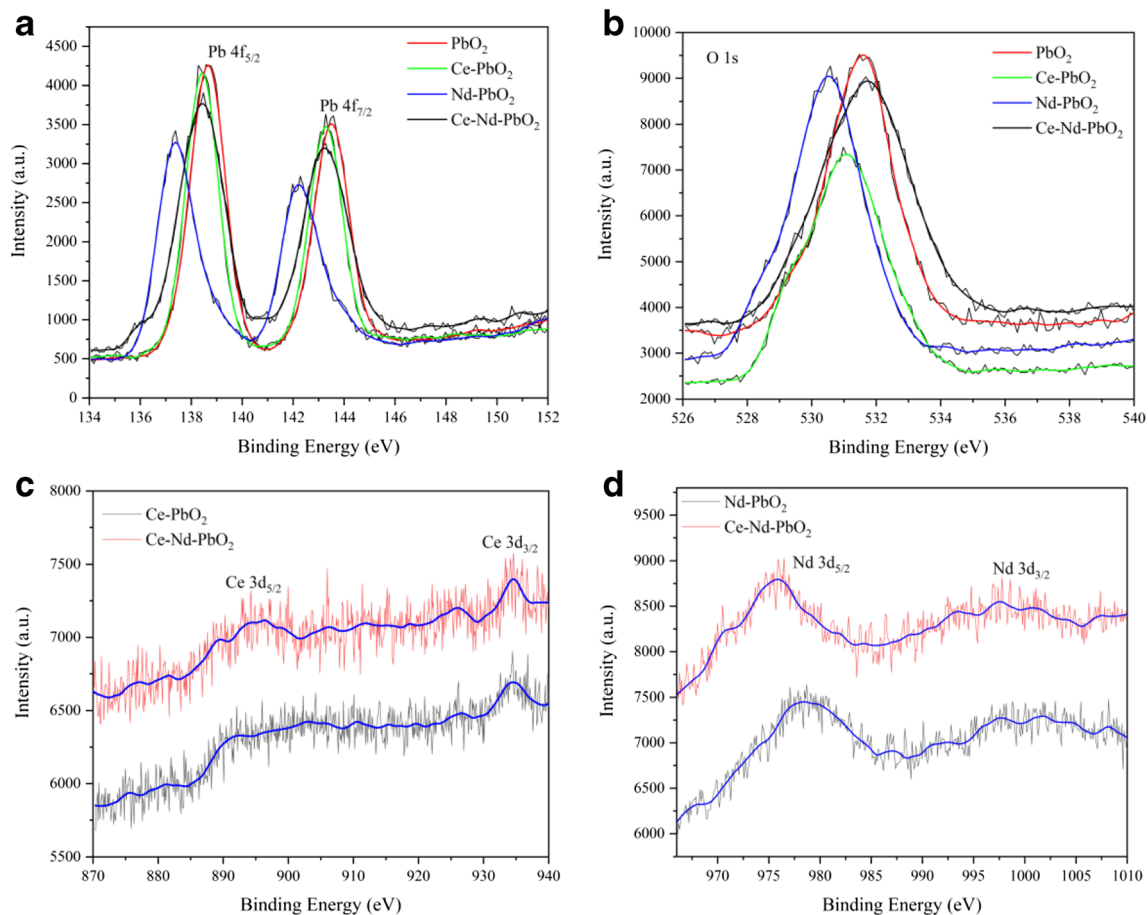 a
Pb 4f5/2
Pb 4f7/2
PbO2
Ce-PbO2
Nd-PbO2
Ce-Nd-PbO2
4500
4000
3500
3000
2500
2000
1500
1000
500
0
134 136 138 140 142 144 146 148 150 152
Intensity (a.u.)
Binding Energy (eV)
b
O 1s
PbO2
Ce-PbO2
Nd-PbO2
Ce-Nd-PbO2
10000
9000
8000
7000
6000
5000
4000
3000
2000
526 528 530 532 534 536 538 540
Intensity (a.u.)
Binding Energy (eV)
c
Ce-PbO2
Ce-Nd-PbO2
Ce 3d5/2
Ce 3d3/2
8000
7500
7000
6500
6000
5500
870 880 890 900 910 920 930 940
Intensity (a.u.)
Binding Energy (eV)
d
Nd-PbO2
Ce-Nd-PbO2
Nd 3d5/2
Nd 3d3/2
9500
9000
8500
8000
7500
7000
6500
6000
970 975 980 985 990 995 1000 1005 1010
Intensity (a.u.)
Binding Energy (eV)